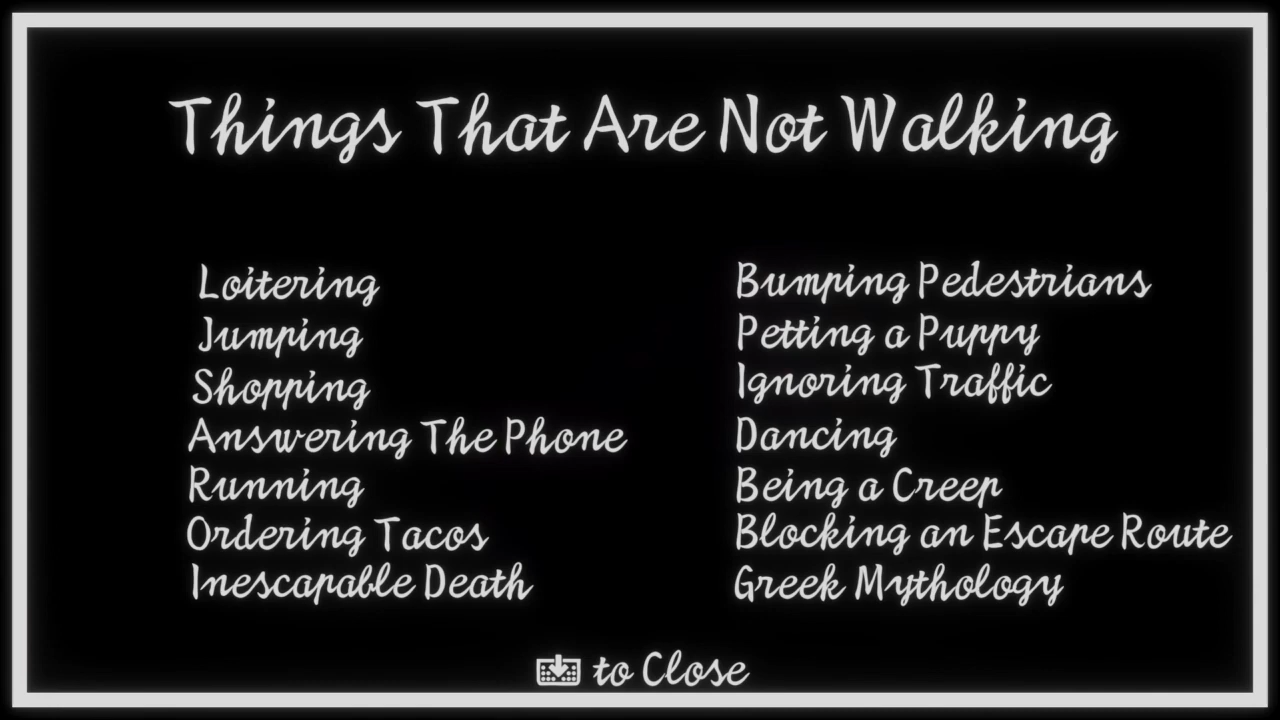 Things That Are Not Walking
Loitering
Jumping
Shopping
Answering The Phone
Running
Ordering Tacos
Inescapable Death
Bumping Pedestrians
Petting a Puppy
Ignoring Traffic
Dancing
Being a Creep
Blocking an Escape Route
Greek Mythology
to Close